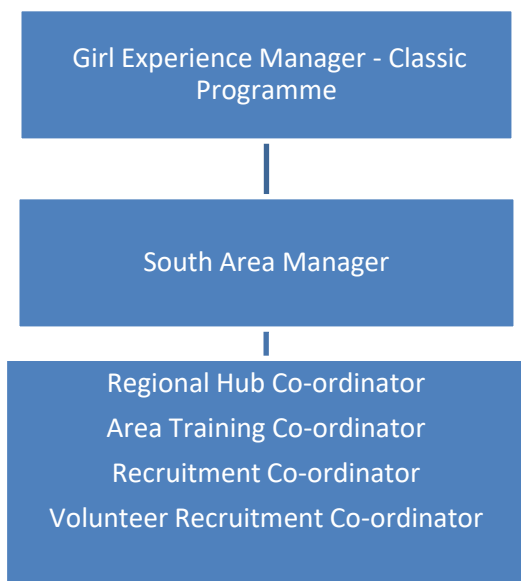 Girl Experience Manager - Classic
Programme
South Area Manager
Regional Hub Co-ordinator
Area Training Co-ordinator
Recruitment Co-ordinator
Volunteer Recruitment Co-ordinator